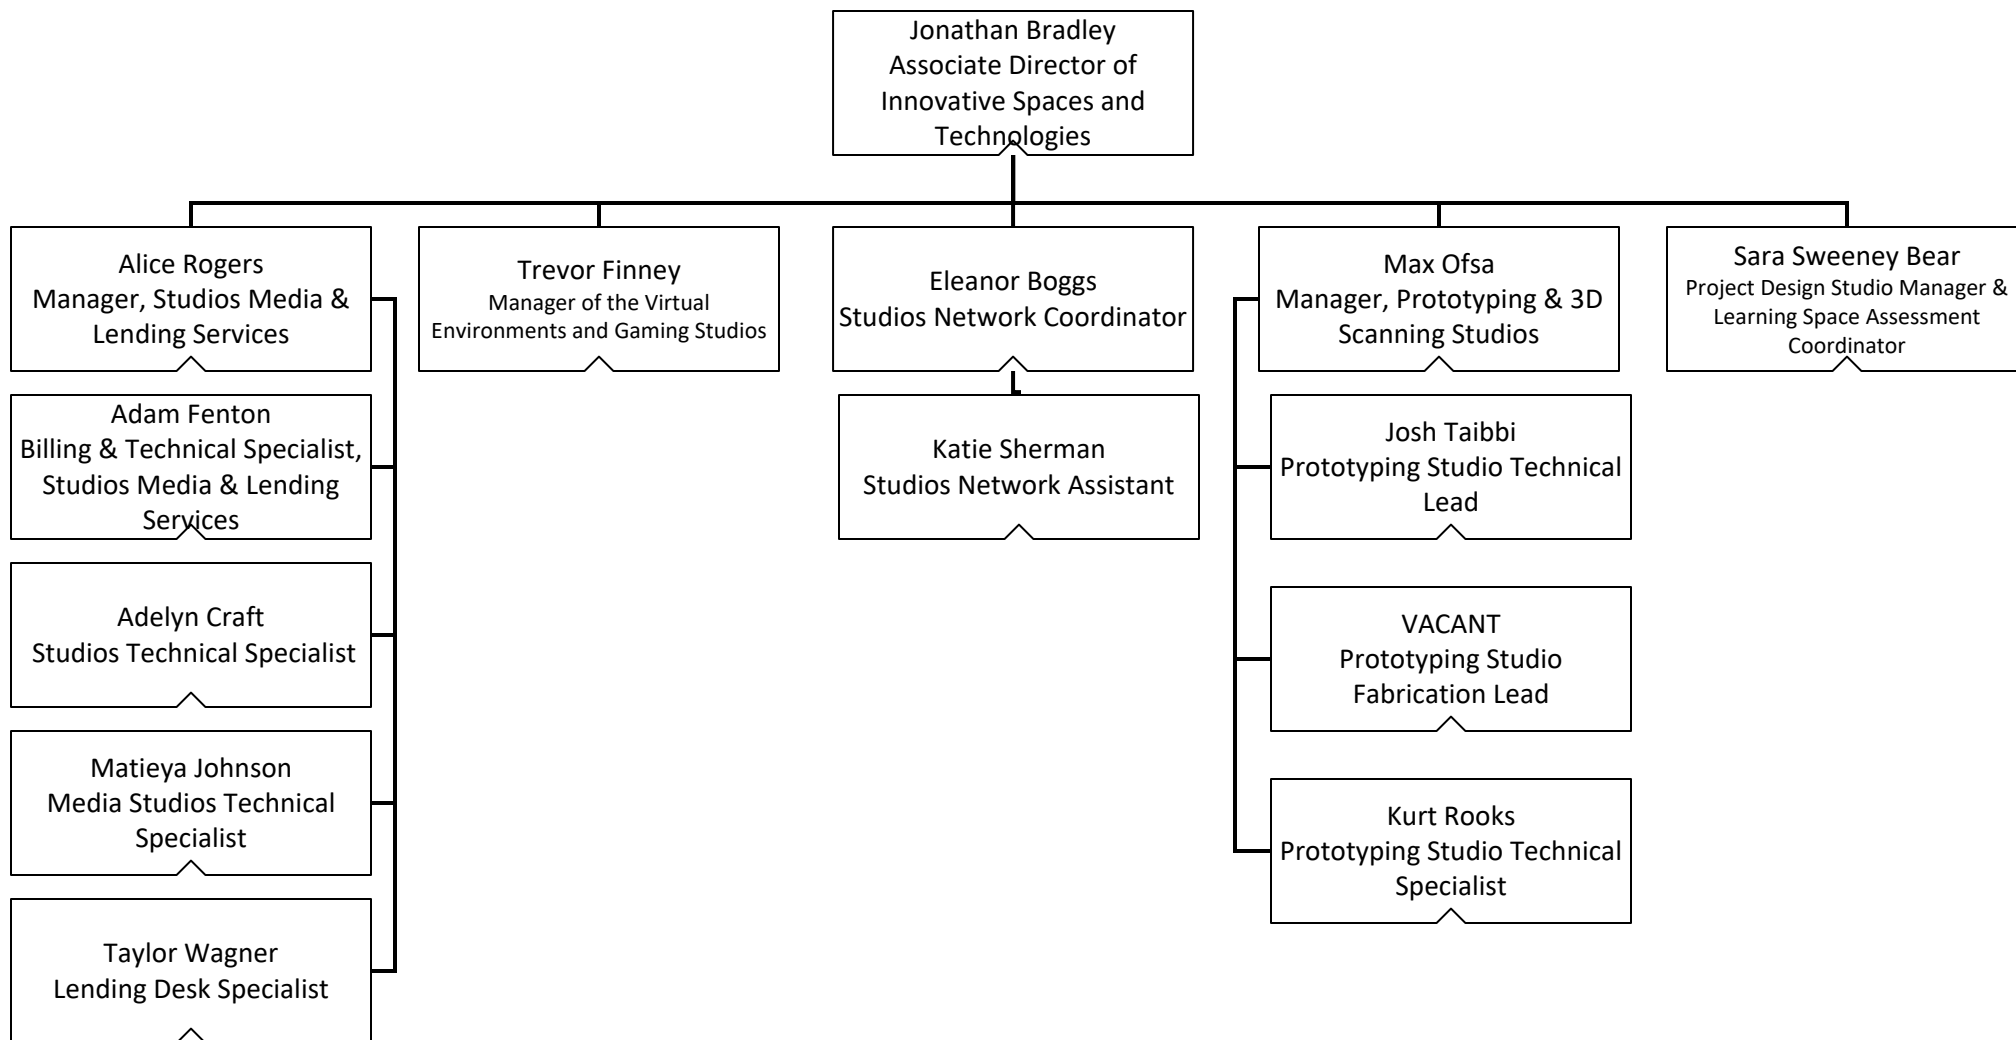 Jonathan Bradley
Associate Director of
Innovative Spaces and
Technologies
Alice Rogers
Manager, Studios Media &
Lending Services
Trevor Finney
Manager of the Virtual
Environments and Gaming Studios
Eleanor Boggs
Studios Network Coordinator
Max Ofsa
Manager, Prototyping & 3D
Scanning Studios
Sara Sweeney Bear
Project Design Studio Manager &
Learning Space Assessment
Coordinator
Adam Fenton
Billing & Technical Specialist,
Studios Media & Lending
Services
Katie Sherman
Studios Network Assistant
Josh Taibbi
Prototyping Studio Technical
Lead
Adelyn Craft
Studios Technical Specialist
VACANT
Prototyping Studio
Fabrication Lead
Matieya Johnson
Media Studios Technical
Specialist
Kurt Rooks
Prototyping Studio Technical
Specialist
Taylor Wagner
Lending Desk Specialist